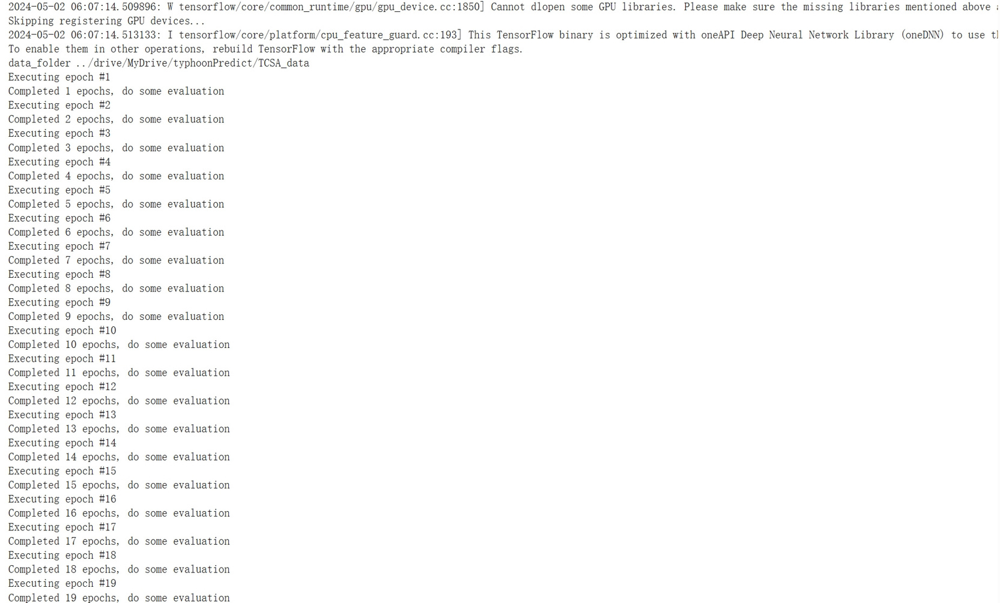 2024-05-02 06:07:14.509896: W tensorflow/core/common_runtime/gpu/gpu_device.cc:1850] Cannot dlopen some GPU libraries. Please make sure the missing libraries mentioned above
Skipping registering GPU devices...
2024-05-02 06:07:14.513133: I tensorflow/core/platform/cpu_feature_guard.cc:193] This TensorFlow binary is optimized with oneAPI Deep Neural Network Library (oneDNN) to use
To enable them in other operations, rebuild TensorFlow with the appropriate compiler flags.
data_folder ../drive/MyDrive/typhoonPredict/TCSA_data
Executing epoch #1
Completed 1 epochs, do some evaluation
Executing epoch #2
Completed 2 epochs, do some evaluation
Executing epoch #3
Completed 3 epochs, do some evaluation
Executing epoch #4
Completed 4 epochs, do some evaluation
Executing epoch #5
Completed 5 epochs, do some evaluation
Executing epoch #6
Completed 6 epochs, do some evaluation
Executing epoch #7
Completed 7 epochs, do some evaluation
Executing epoch #8
Completed 8 epochs, do some evaluation
Executing epoch #9
Completed 9 epochs, do some evaluation
Executing epoch #10
Completed 10 epochs, do some evaluation
Executing epoch #11
Completed 11 epochs, do some evaluation
Executing epoch #12
Completed 12 epochs, do some evaluation
Executing epoch #13
Completed 13 epochs, do some evaluation
Executing epoch #14
Completed 14 epochs, do some evaluation
Executing epoch #15
Completed 15 epochs, do some evaluation
Executing epoch #16
Completed 16 epochs, do some evaluation
Executing epoch #17
Completed 17 epochs, do some evaluation
Executing epoch #18
Completed 18 epochs, do some evaluation
Executing epoch #19
Completed 19 epochs, do some evaluation